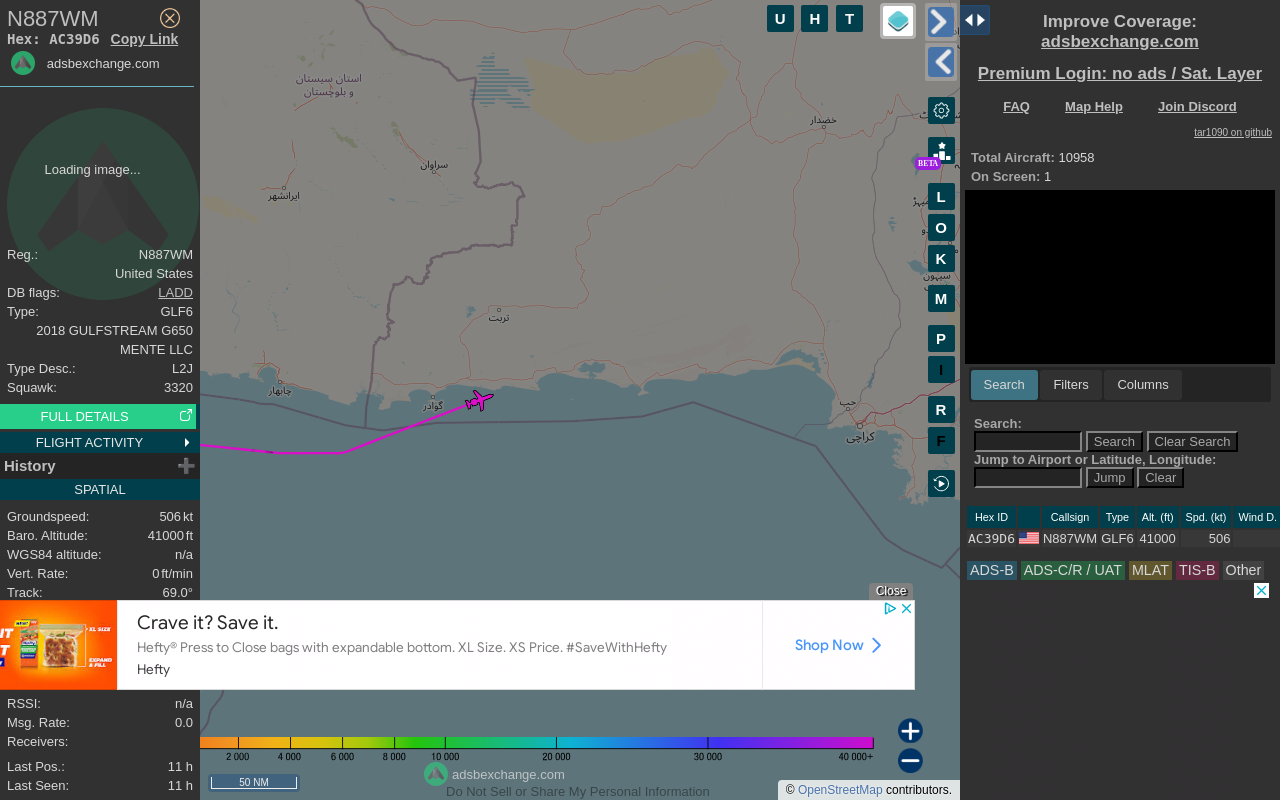 N887WM
Hex: AC39D6 Copy Link
adsbexchange.com
Loading image...
Reg.: N887WM
United States
DB flags: LADD
Type: GLF6
2018 GULFSTREAM G650
MENTE LLC
Type Desc.: L2J
Squawk: 3320
FULL DETAILS
FLIGHT ACTIVITY
History
SPATIAL
Groundspeed: 506 kt
Baro. Altitude: 41000 ft
WGS84 altitude: n/a
Vert. Rate: 0 ft/min
Track: 69.0°
RSSI: n/a
Msg. Rate: 0.0
Receivers:
Last Pos.: 11 h
Last Seen: 11 h
U H T
استان سیستان
و بلوچستان
خضدار
سراوان
ایرانشهر
تربت
چابهار
گوادر
حب
کراچی
BETA
L
O
K
M
P
I
R
F
Close
XL SIZE
EXPAND
& FILL
Crave it? Save it.
Hefty® Press to Close bags with expandable bottom. XL Size. XS Price. #SaveWithHefty
Hefty
Shop Now
2 000 4 000 6 000 8 000 10 000 20 000 30 000 40 000+
50 NM
adsbexchange.com
Do Not Sell or Share My Personal Information
© OpenStreetMap contributors.
Improve Coverage:
adsbexchange.com
Premium Login: no ads / Sat. Layer
FAQ Map Help Join Discord
tar1090 on github
Total Aircraft: 10958
On Screen: 1
Search Filters Columns
Search:
Search Clear Search
Jump to Airport or Latitude, Longitude:
Jump Clear
Hex ID Callsign Type Alt. (ft) Spd. (kt) Wind D.
AC39D6 N887WM GLF6 41000 506
ADS-B ADS-C/R / UAT MLAT TIS-B Other